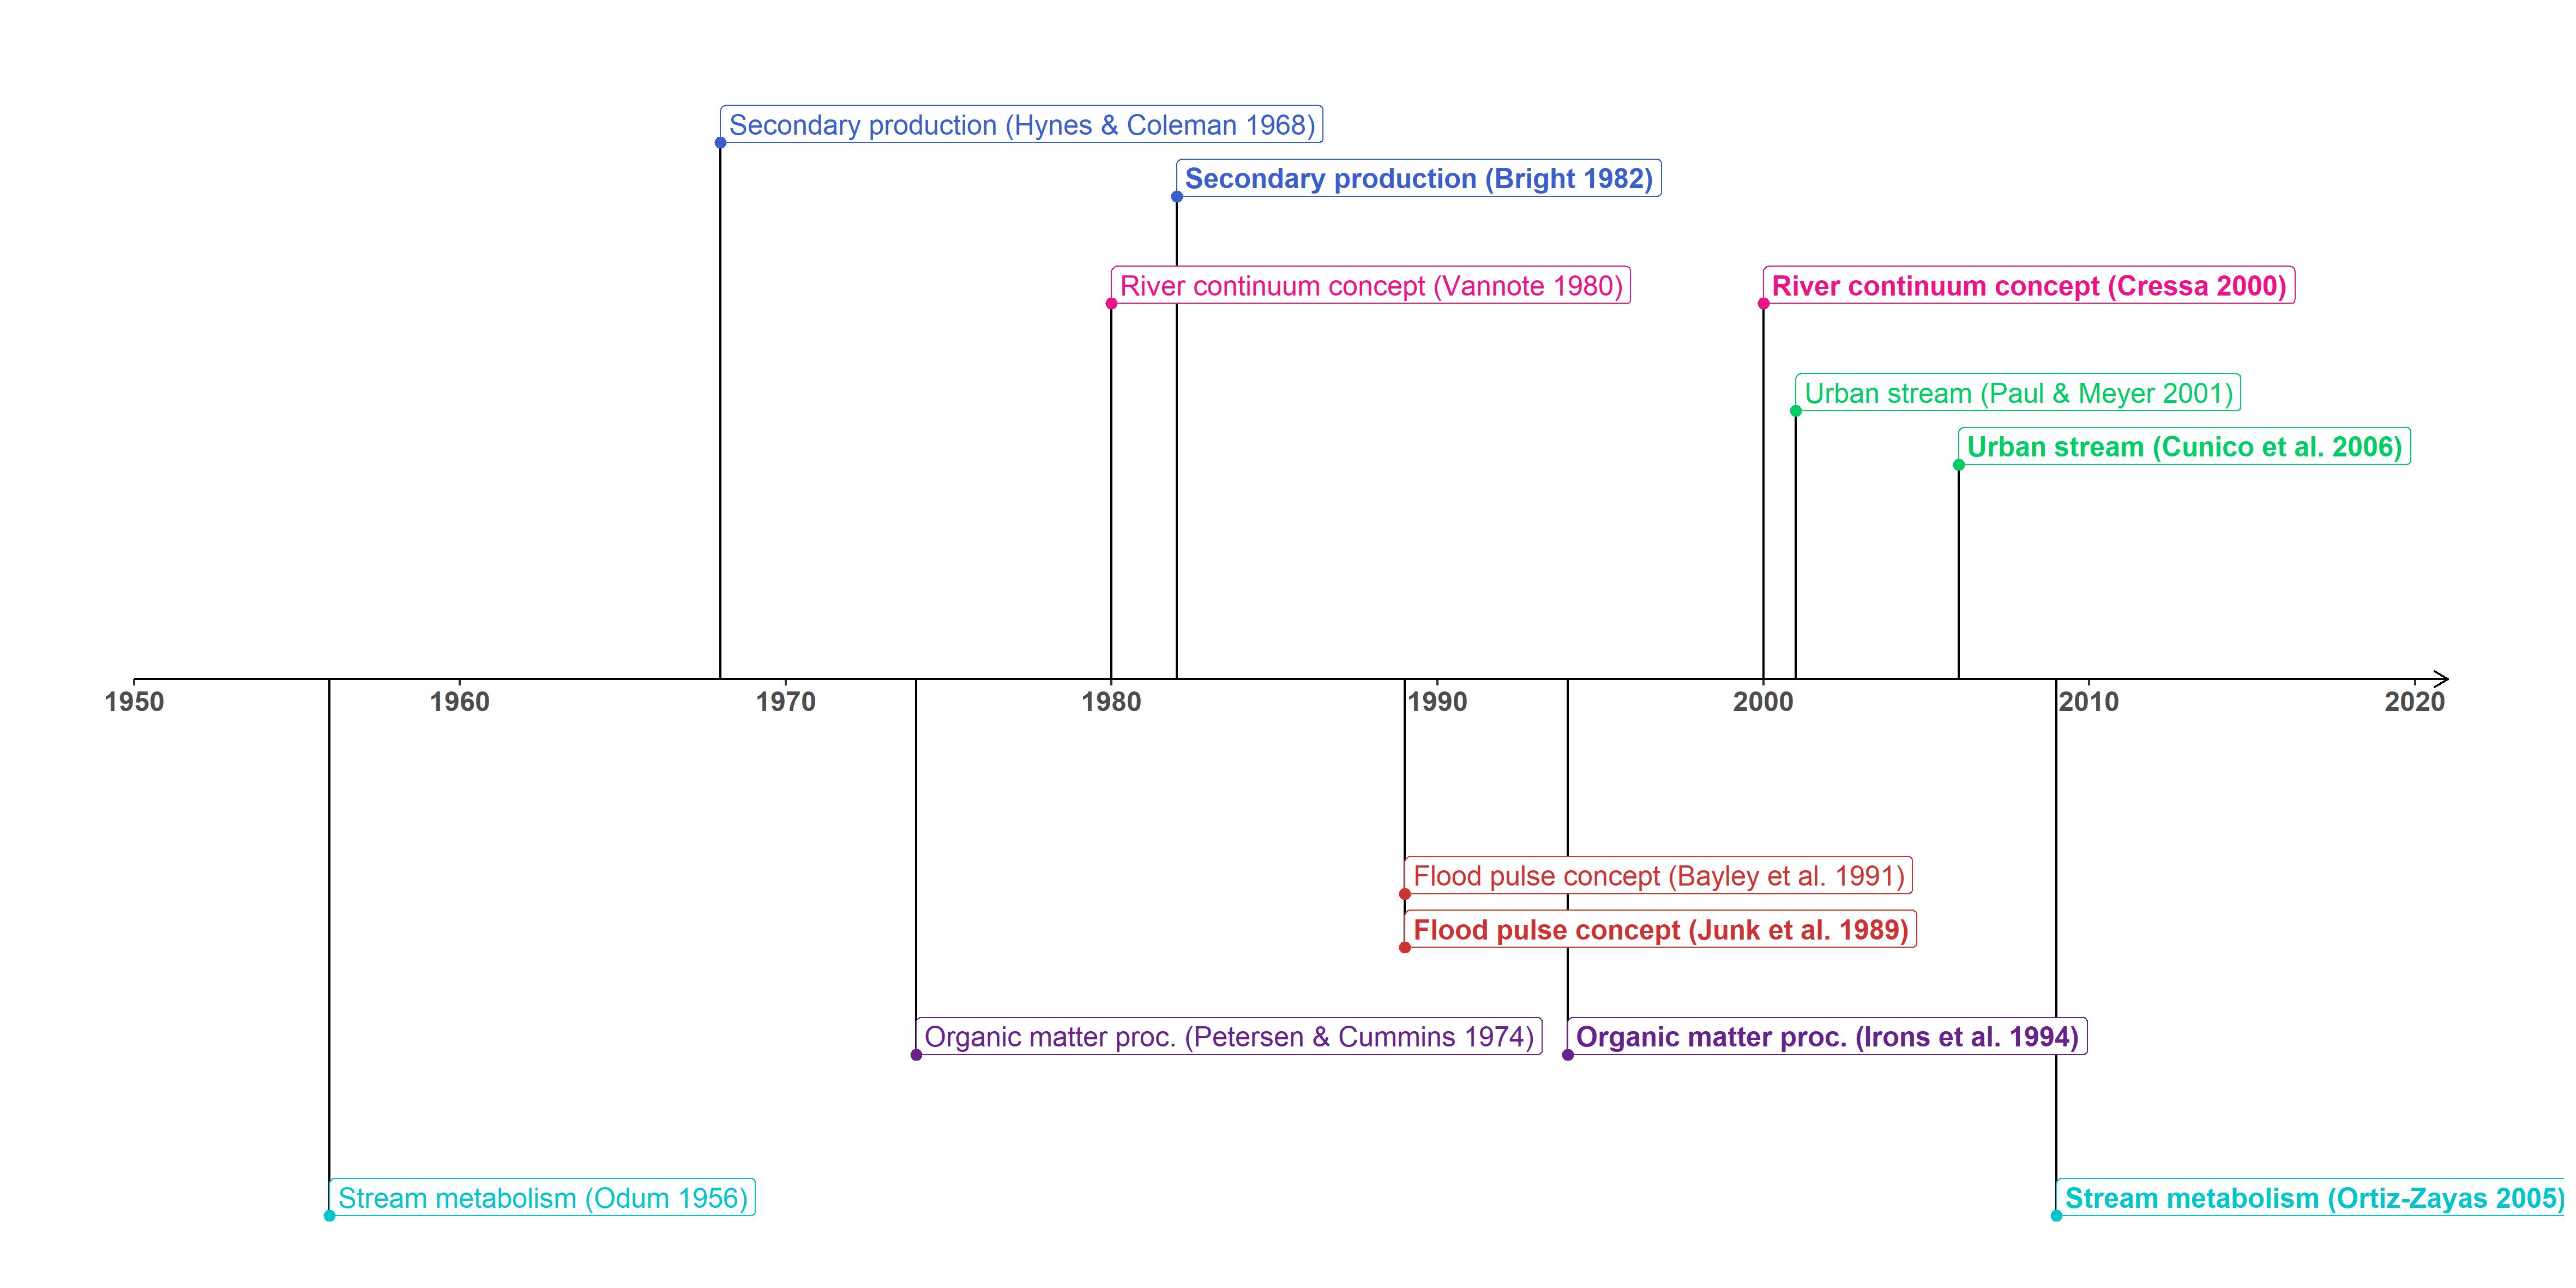 Secondary production (Hynes & Coleman 1968)
Secondary production (Bright 1982)
River continuum concept (Vannote 1980)
River continuum concept (Cressa 2000)
Urban stream (Paul & Meyer 2001)
Urban stream (Cunico et al. 2006)
1950 1960 1970 1980 1990 2000 2010 2020
Flood pulse concept (Bayley et al. 1991)
Flood pulse concept (Junk et al. 1989)
Organic matter proc. (Petersen & Cummins 1974)
Organic matter proc. (Irons et al. 1994)
Stream metabolism (Odum 1956)
Stream metabolism (Ortiz-Zayas 2005)